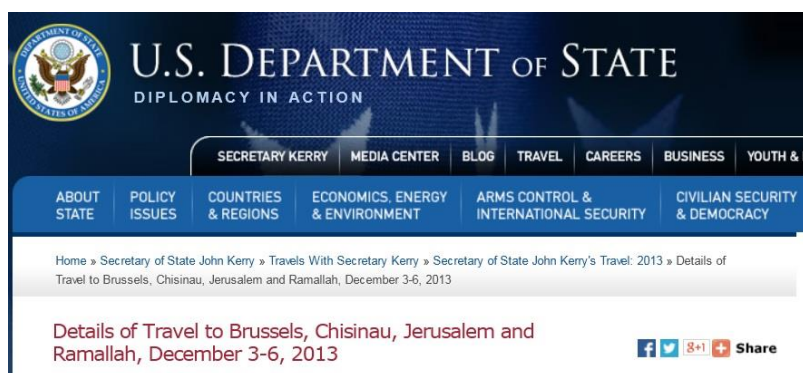 DEPARTMENT OF STATE
UNITED STATES OF AMERICA
U.S. DEPARTMENT OF STATE
DIPLOMACY IN ACTION
SECRETARY KERRY MEDIA CENTER BLOG TRAVEL CAREERS BUSINESS YOUTH &
ABOUT STATE POLICY ISSUES COUNTRIES & REGIONS ECONOMICS, ENERGY & ENVIRONMENT ARMS CONTROL & INTERNATIONAL SECURITY CIVILIAN SECURITY & DEMOCRACY
Home » Secretary of State John Kerry » Travels With Secretary Kerry » Secretary of State John Kerry's Travel: 2013 » Details of
Travel to Brussels, Chisinau, Jerusalem and Ramallah, December 3-6, 2013
Details of Travel to Brussels, Chisinau, Jerusalem and
Ramallah, December 3-6, 2013
f 8+1 + Share